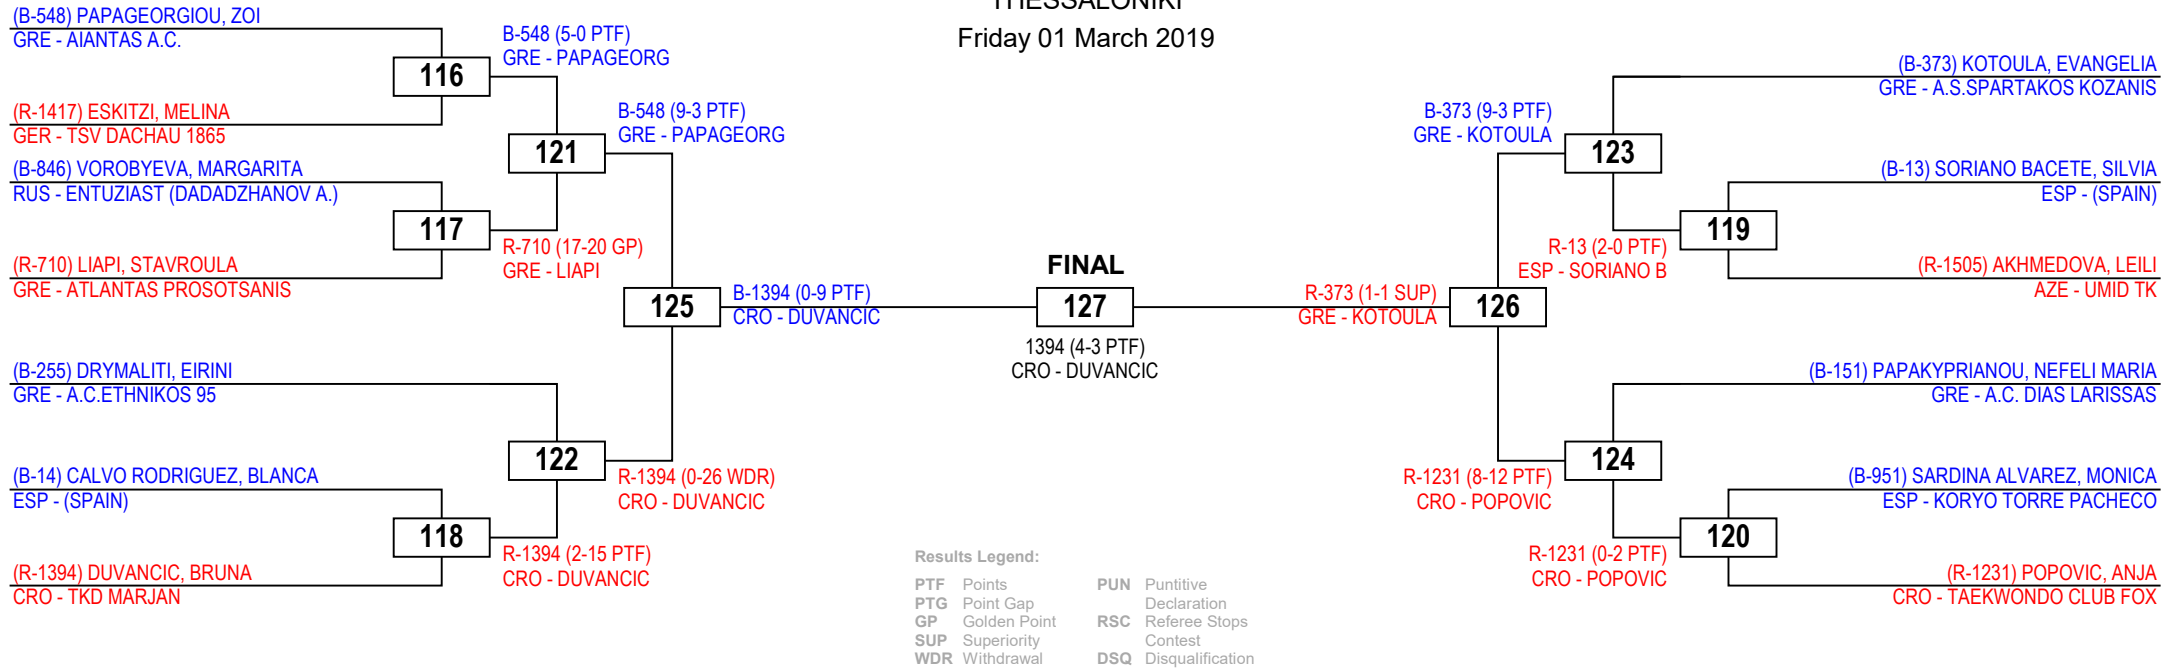 THESSALONIKI
Friday 01 March 2019
(B-548) PAPAGEORGIOU, ZOI
GRE - AIANTAS A.C.
116
(R-1417) ESKITZI, MELINA
GER - TSV DACHAU 1865
(B-846) VOROBYEVA, MARGARITA
RUS - ENTUZIAST (DADADZHANOV A.)
117
(R-710) LIAPI, STAVROULA
GRE - ATLANTAS PROSOTSANIS
(B-255) DRYMALITI, EIRINI
GRE - A.C.ETHNIKOS 95
(B-14) CALVO RODRIGUEZ, BLANCA
ESP - (SPAIN)
118
(R-1394) DUVANCIC, BRUNA
CRO - TKD MARJAN
B-548 (5-0 PTF)
GRE - PAPAGEORG
121
R-710 (17-20 GP)
GRE - LIAPI
122
R-1394 (2-15 PTF)
CRO - DUVANCIC
B-548 (9-3 PTF)
GRE - PAPAGEORG
125
R-1394 (0-26 WDR)
CRO - DUVANCIC
B-1394 (0-9 PTF)
CRO - DUVANCIC
FINAL
127
1394 (4-3 PTF)
CRO - DUVANCIC
R-373 (1-1 SUP)
GRE - KOTOULA
126
B-373 (9-3 PTF)
GRE - KOTOULA
123
R-13 (2-0 PTF)
ESP - SORIANO B
R-1231 (8-12 PTF)
CRO - POPOVIC
124
R-1231 (0-2 PTF)
CRO - POPOVIC
(B-373) KOTOULA, EVANGELIA
GRE - A.S.SPARTAKOS KOZANIS
(B-13) SORIANO BACETE, SILVIA
ESP - (SPAIN)
119
(R-1505) AKHMEDOVA, LEILI
AZE - UMID TK
(B-151) PAPAKYPRIANOU, NEFELI MARIA
GRE - A.C. DIAS LARISSAS
(B-951) SARDINA ALVAREZ, MONICA
ESP - KORYO TORRE PACHECO
120
(R-1231) POPOVIC, ANJA
CRO - TAEKWONDO CLUB FOX
Results Legend:
PTF Points
PTG Point Gap
GP Golden Point
SUP Superiority
WDR Withdrawal
PUN Puntitive
Declaration
RSC Referee Stops
Contest
DSQ Disqualification